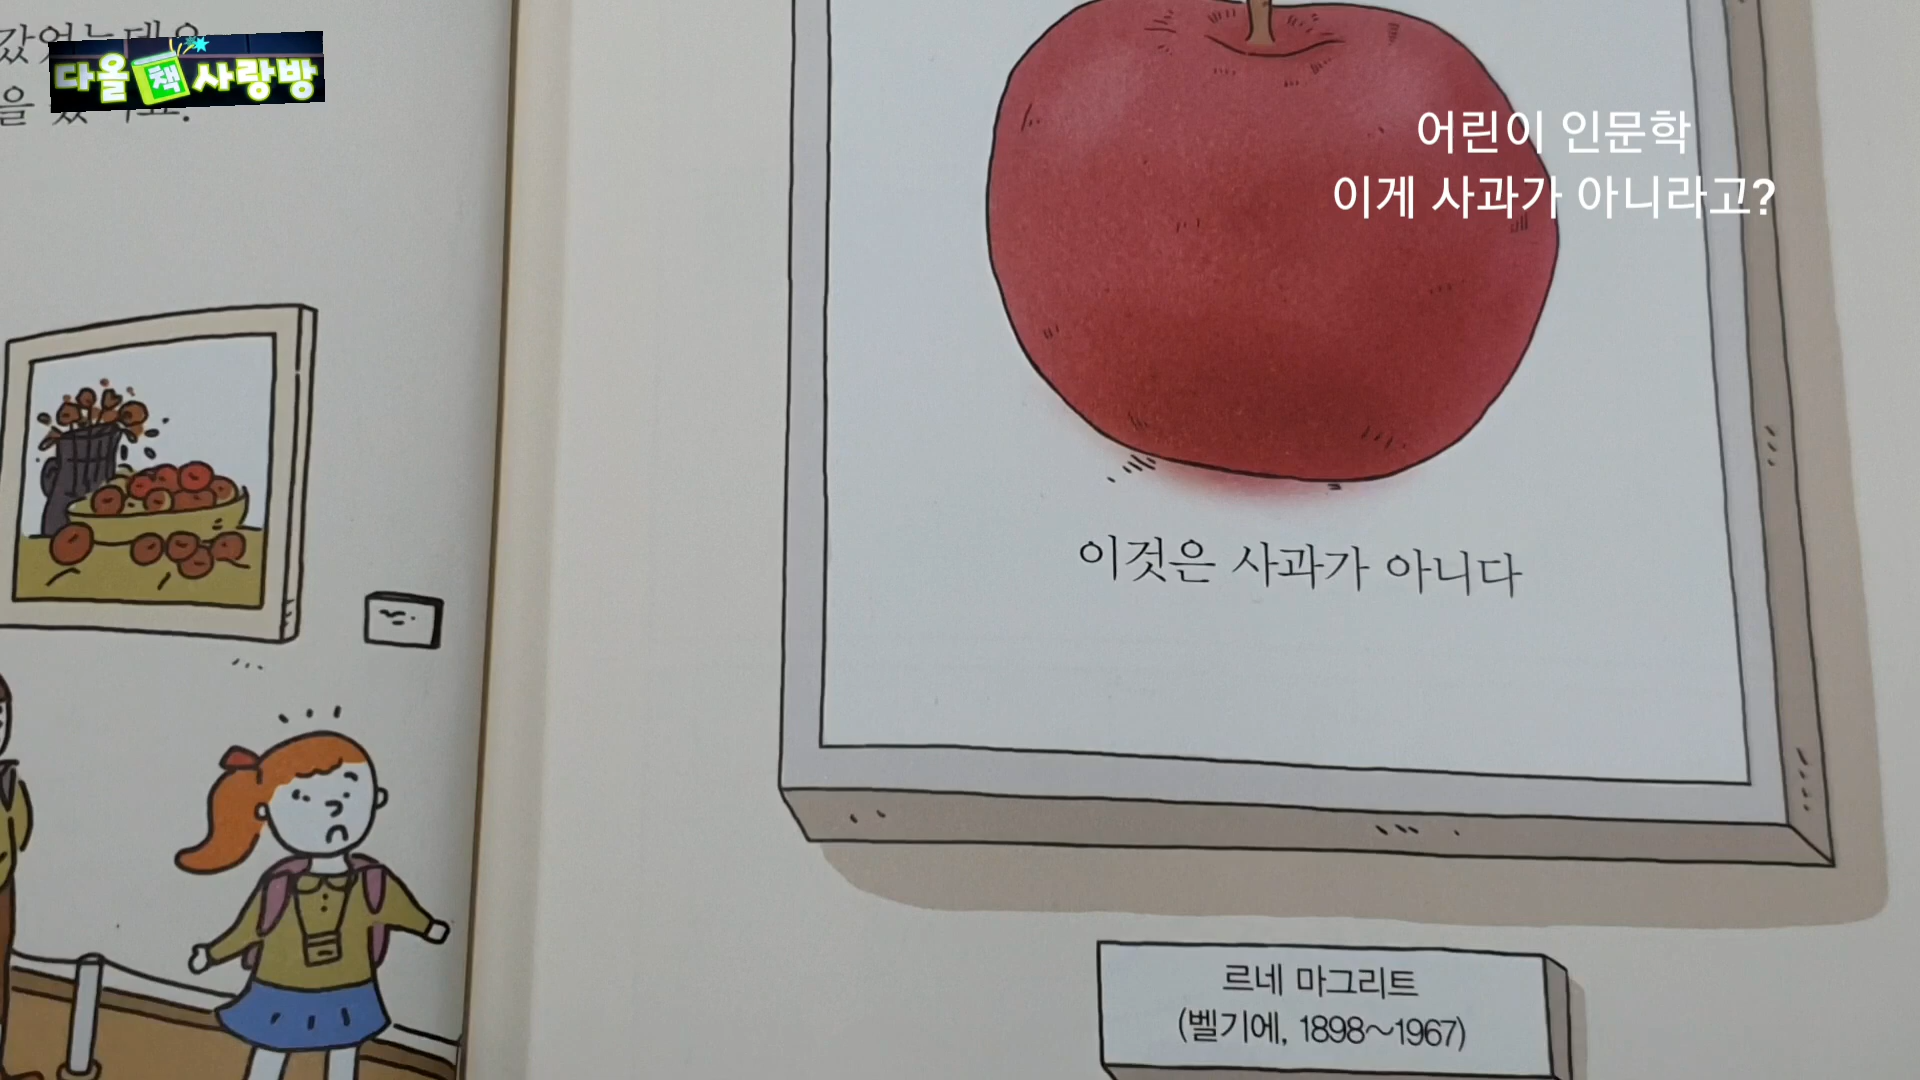 다올책사랑방
어린이 인문학
이게 사과가 아니라고?
이것은 사과가 아니다
르네 마그리트
(벨기에, 1898~1967)